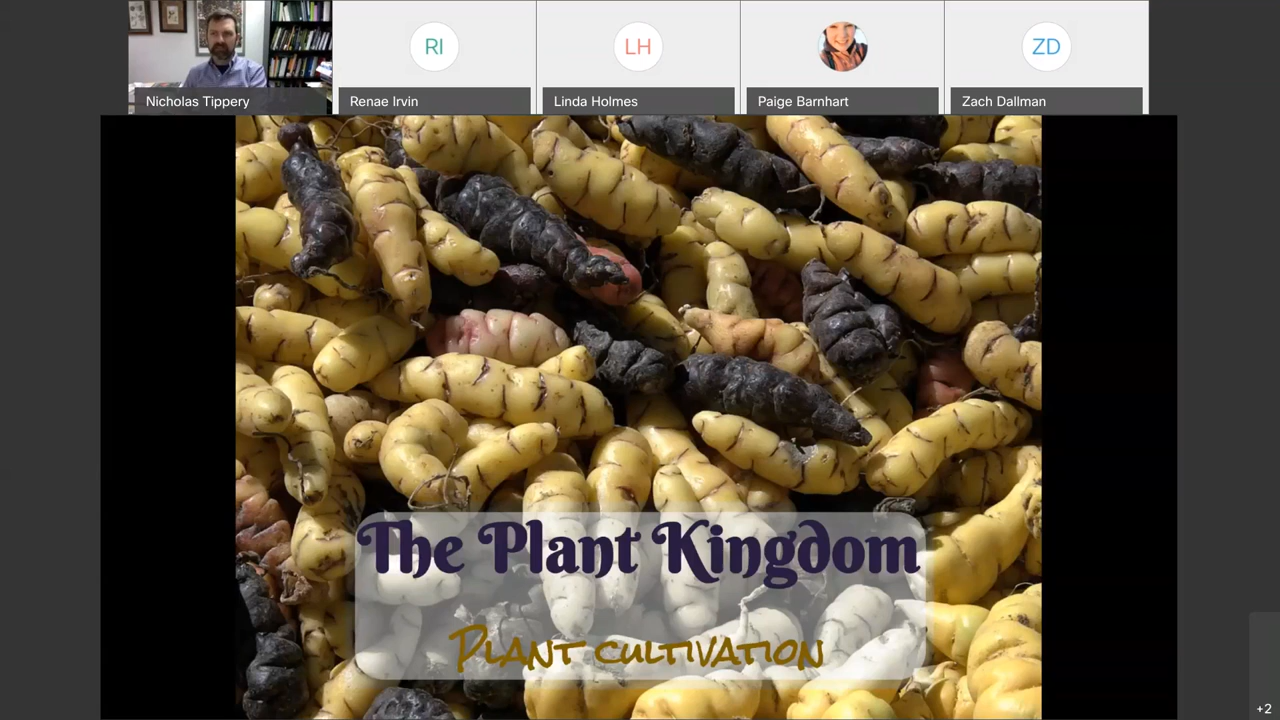 RI
LH
ZD
Nicholas Tippery
Renae Irvin
Linda Holmes
Paige Barnhart
Zach Dallman
The Plant Kingdom
Plant cultivation
+2